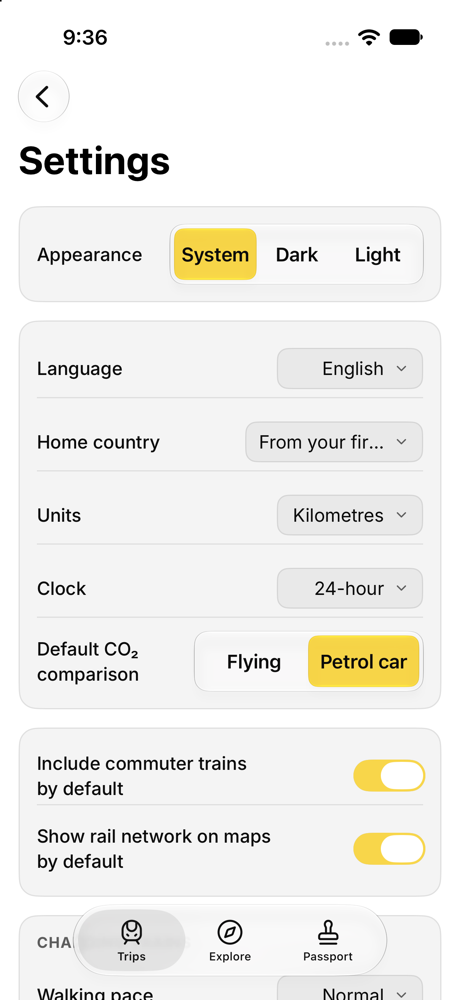 9:36
Settings
Appearance
System
Dark
Light
Language
English
Home country
From your fir...
Units
Kilometres
Clock
24-hour
Default CO₂
comparison
Flying
Petrol car
Include commuter trains
by default
Show rail network on maps
by default
Trips
Explore
Passport
Walking pace
Normal